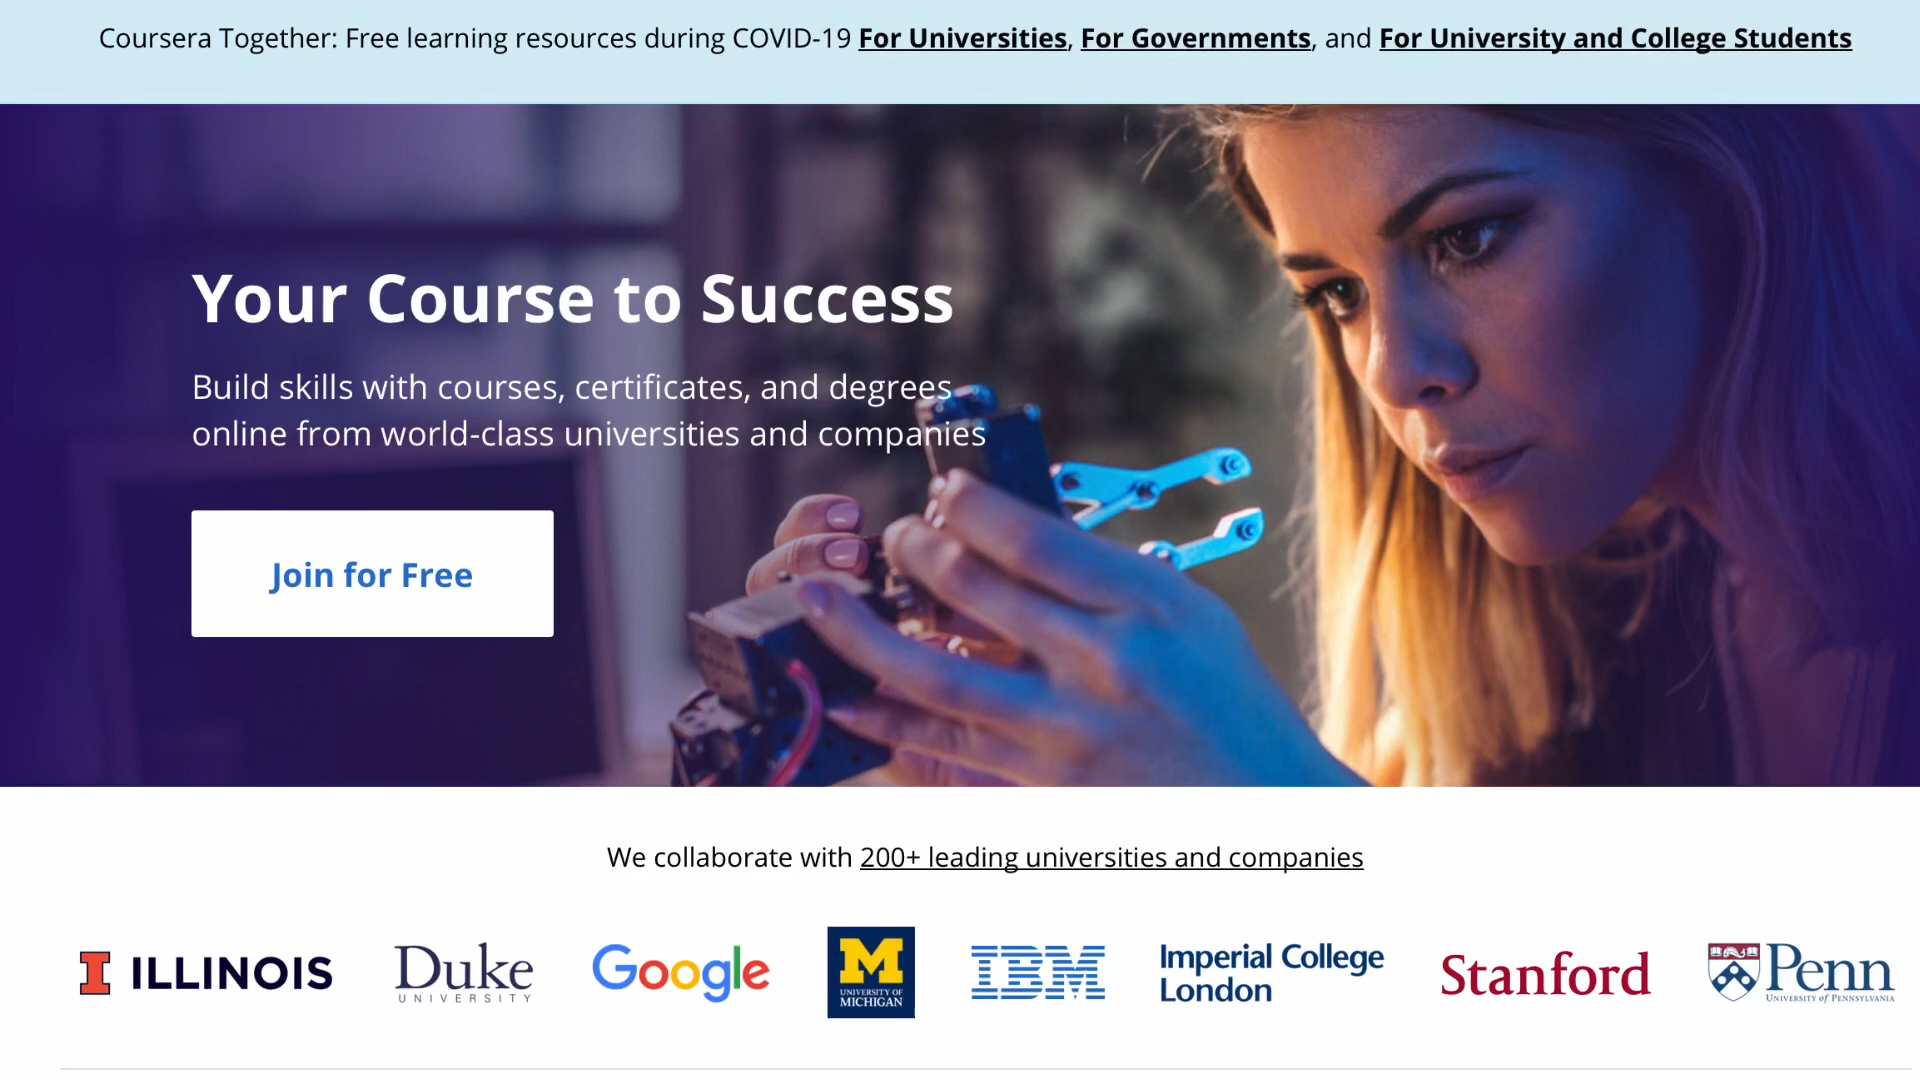 Coursera Together: Free learning resources during COVID-19 For Universities, For Governments, and For University and College Students
Your Course to Success
Build skills with courses, certificates, and degrees
online from world-class universities and companies
Join for Free
We collaborate with 200+ leading universities and companies
I ILLINOIS
Duke
UNIVERSITY
Google
M
UNIVERSITY OF
MICHIGAN
IBM
Imperial College
London
Stanford
Penn
UNIVERSITY of PENNSYLVANIA